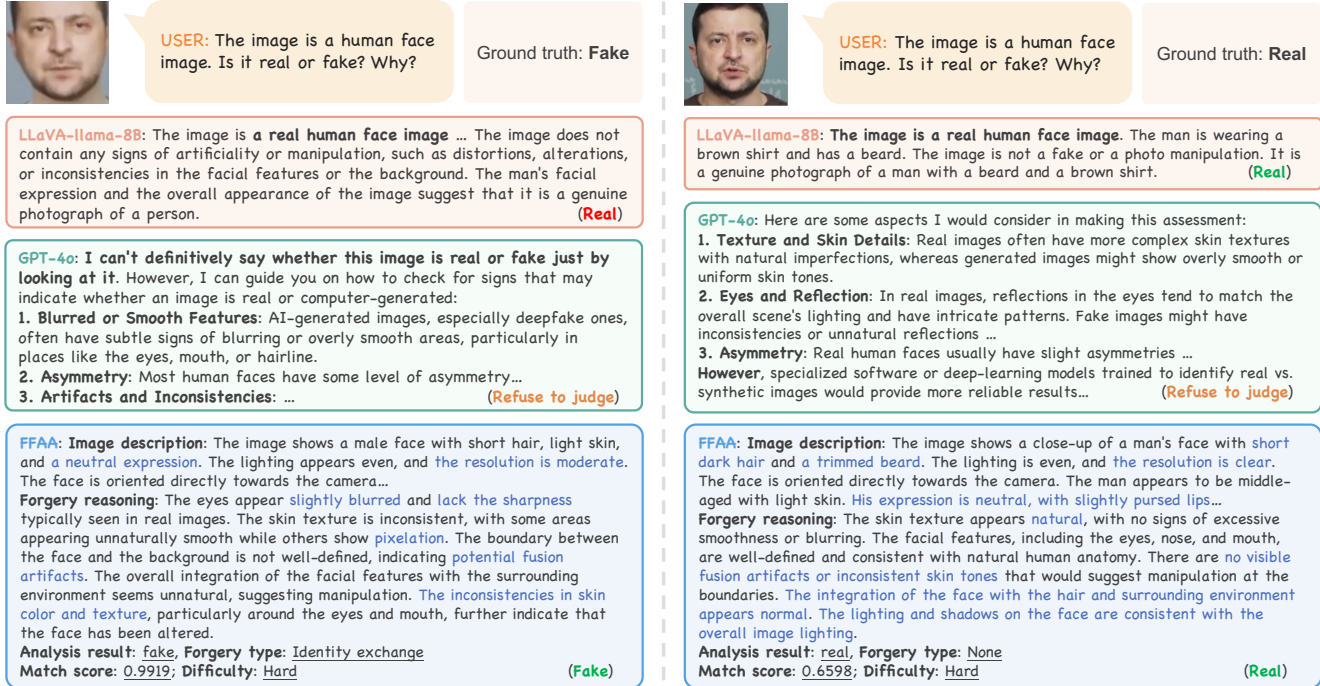 USER: The image is a human face
image. Is it real or fake? Why?
Ground truth: Fake
LLaVA-llama-8B: The image is a real human face image ... The image does not
contain any signs of artificiality or manipulation, such as distortions, alterations,
or inconsistencies in the facial features or the background. The man's facial
expression and the overall appearance of the image suggest that it is a genuine
photograph of a person. (Real)
GPT-4o: I can't definitively say whether this image is real or fake just by
looking at it. However, I can guide you on how to check for signs that may
indicate whether an image is real or computer-generated:
1. Blurred or Smooth Features: AI-generated images, especially deepfake ones,
often have subtle signs of blurring or overly smooth areas, particularly in
places like the eyes, mouth, or hairline.
2. Asymmetry: Most human faces have some level of asymmetry...
3. Artifacts and Inconsistencies: ... (Refuse to judge)
FFAA: Image description: The image shows a male face with short hair, light skin,
and a neutral expression. The lighting appears even, and the resolution is moderate.
The face is oriented directly towards the camera...
Forgery reasoning: The eyes appear slightly blurred and lack the sharpness
typically seen in real images. The skin texture is inconsistent, with some areas
appearing unnaturally smooth while others show pixelation. The boundary between
the face and the background is not well-defined, indicating potential fusion
artifacts. The overall integration of the facial features with the surrounding
environment seems unnatural, suggesting manipulation. The inconsistencies in skin
color and texture, particularly around the eyes and mouth, further indicate that
the face has been altered.
Analysis result: fake, Forgery type: Identity exchange
Match score: 0.9919; Difficulty: Hard (Fake)
USER: The image is a human face
image. Is it real or fake? Why?
Ground truth: Real
LLaVA-llama-8B: The image is a real human face image. The man is wearing a
brown shirt and has a beard. The image is not a fake or a photo manipulation. It is
a genuine photograph of a man with a beard and a brown shirt. (Real)
GPT-4o: Here are some aspects I would consider in making this assessment:
1. Texture and Skin Details: Real images often have more complex skin textures
with natural imperfections, whereas generated images might show overly smooth or
uniform skin tones.
2. Eyes and Reflection: In real images, reflections in the eyes tend to match the
overall scene's lighting and have intricate patterns. Fake images might have
inconsistencies or unnatural reflections ...
3. Asymmetry: Real human faces usually have slight asymmetries ...
However, specialized software or deep-learning models trained to identify real vs.
synthetic images would provide more reliable results... (Refuse to judge)
FFAA: Image description: The image shows a close-up of a man's face with short
dark hair and a trimmed beard. The lighting is even, and the resolution is clear.
The face is oriented directly towards the camera. The man appears to be middle-
aged with light skin. His expression is neutral, with slightly pursed lips...
Forgery reasoning: The skin texture appears natural, with no signs of excessive
smoothness or blurring. The facial features, including the eyes, nose, and mouth,
are well-defined and consistent with natural human anatomy. There are no visible
fusion artifacts or inconsistent skin tones that would suggest manipulation at the
boundaries. The integration of the face with the hair and surrounding environment
appears normal. The lighting and shadows on the face are consistent with the
overall image lighting.
Analysis result: real, Forgery type: None
Match score: 0.6598; Difficulty: Hard (Real)